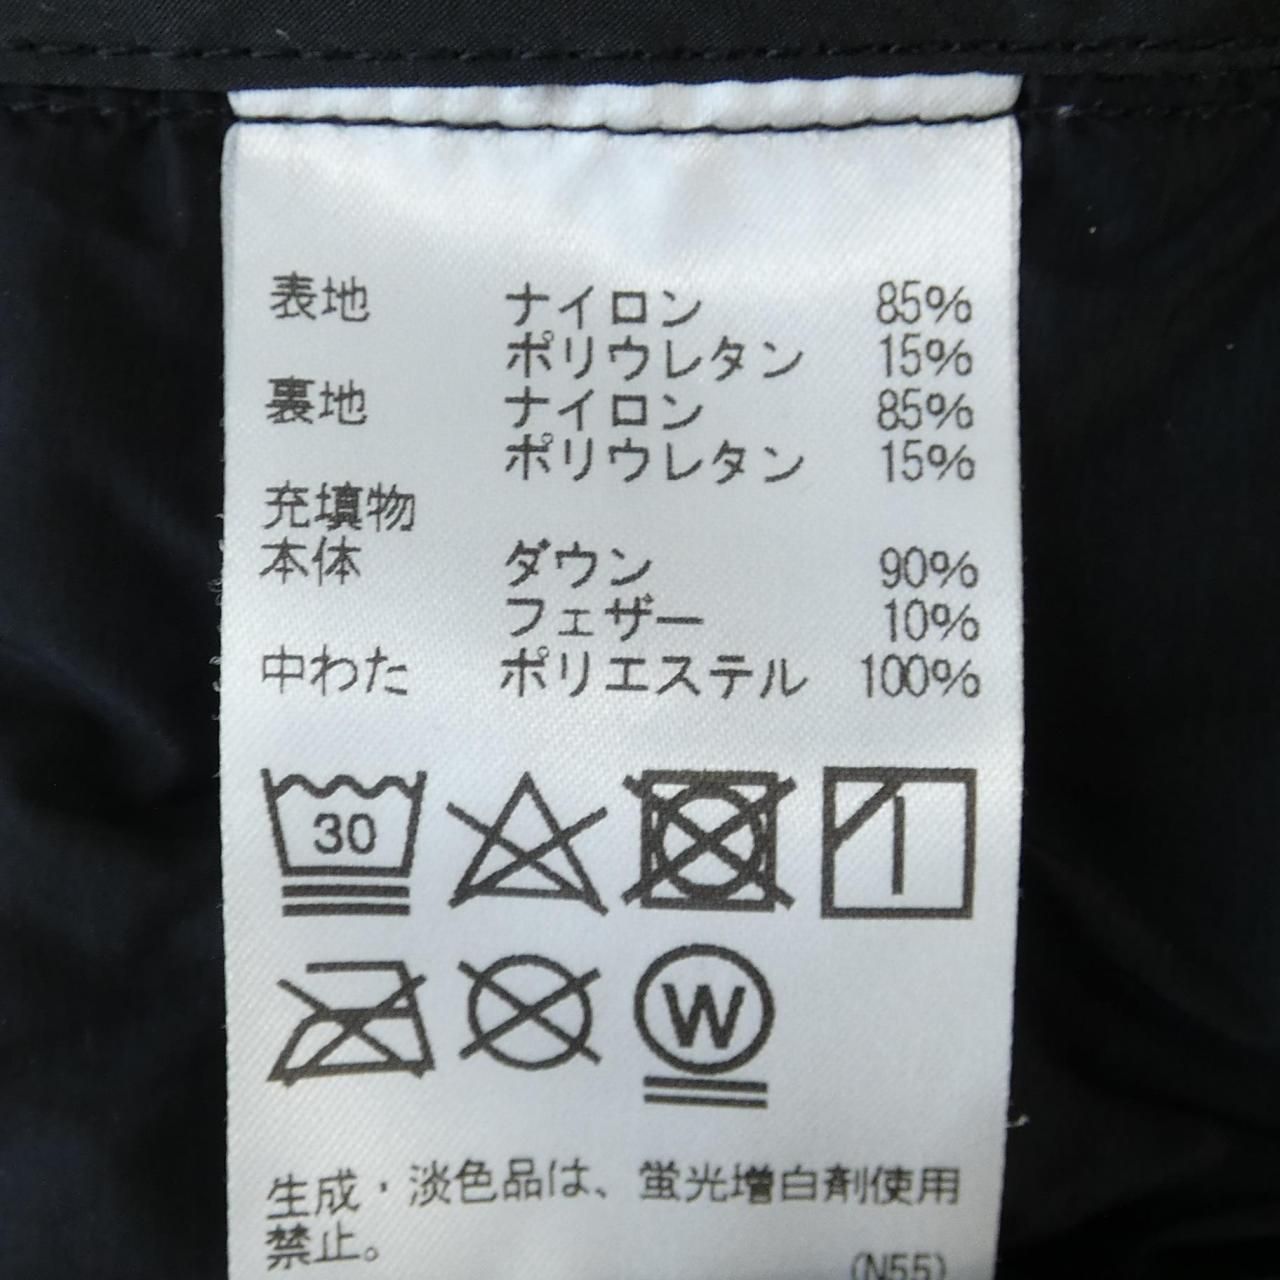 表地 ナイロン 85%
ポリウレタン 15%
裏地 ナイロン 85%
ポリウレタン 15%
充填物
本体 ダウン 90%
フェザー 10%
中わた ポリエステル 100%
30
W
生成・淡色品は、蛍光増白剤使用
禁止。
(N55)